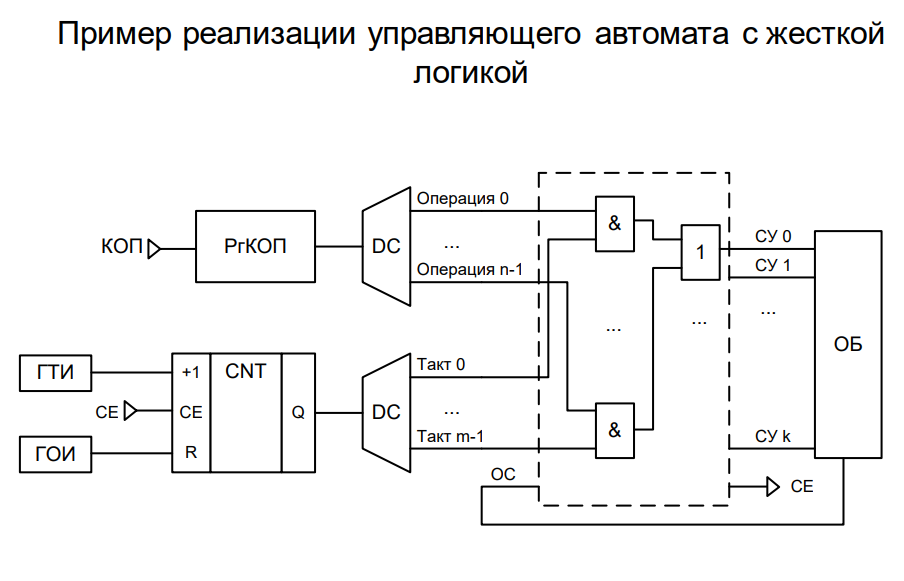 Пример реализации управляющего автомата с жесткой
логикой
КОП
РгКОП
DC
Операция 0
...
Операция n-1
&
1
СУ 0
СУ 1
...
...
...
ОБ
ГТИ
+1
CNT
CE
CE
Q
ГОИ
R
DC
Такт 0
...
Такт m-1
&
СУ k
ОС
CE